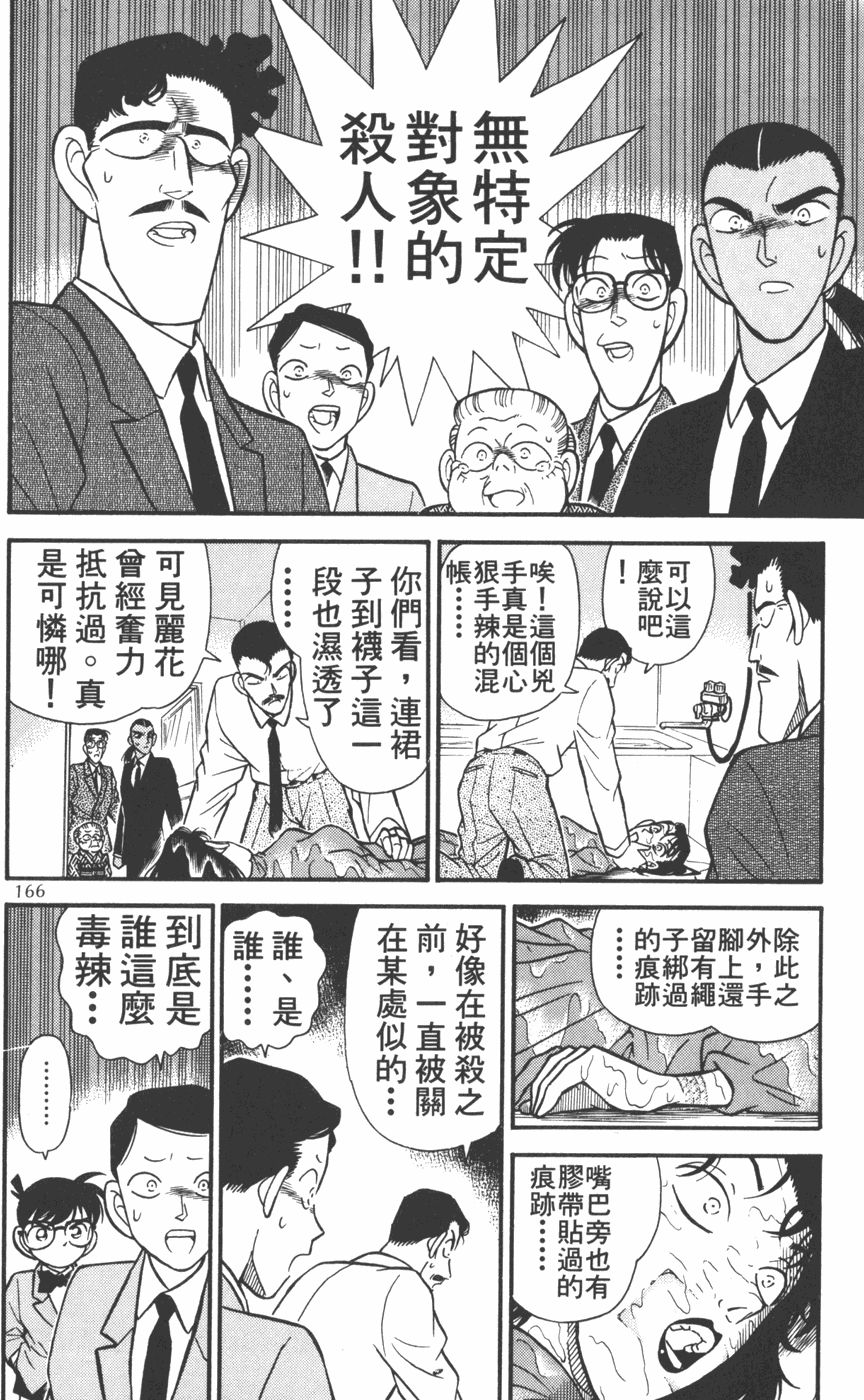 無特定
對象的
殺人!!
可以這
麼說吧
!
唉!這個兇
手真是個心
狠手辣的混
帳……
你們看,連裙
子到襪子這一
段也濕透了
……
可見麗花
曾經奮力
抵抗過。真
是可憐哪!
166
除此之
外,手
腳上還
留有繩
子綁過
的痕跡
……
嘴巴旁也有
膠帶貼過的
痕跡……
好像在被殺之
前,一直被關
在某處似的…
誰、是
誰……
到底是
誰這麼
毒辣…
………